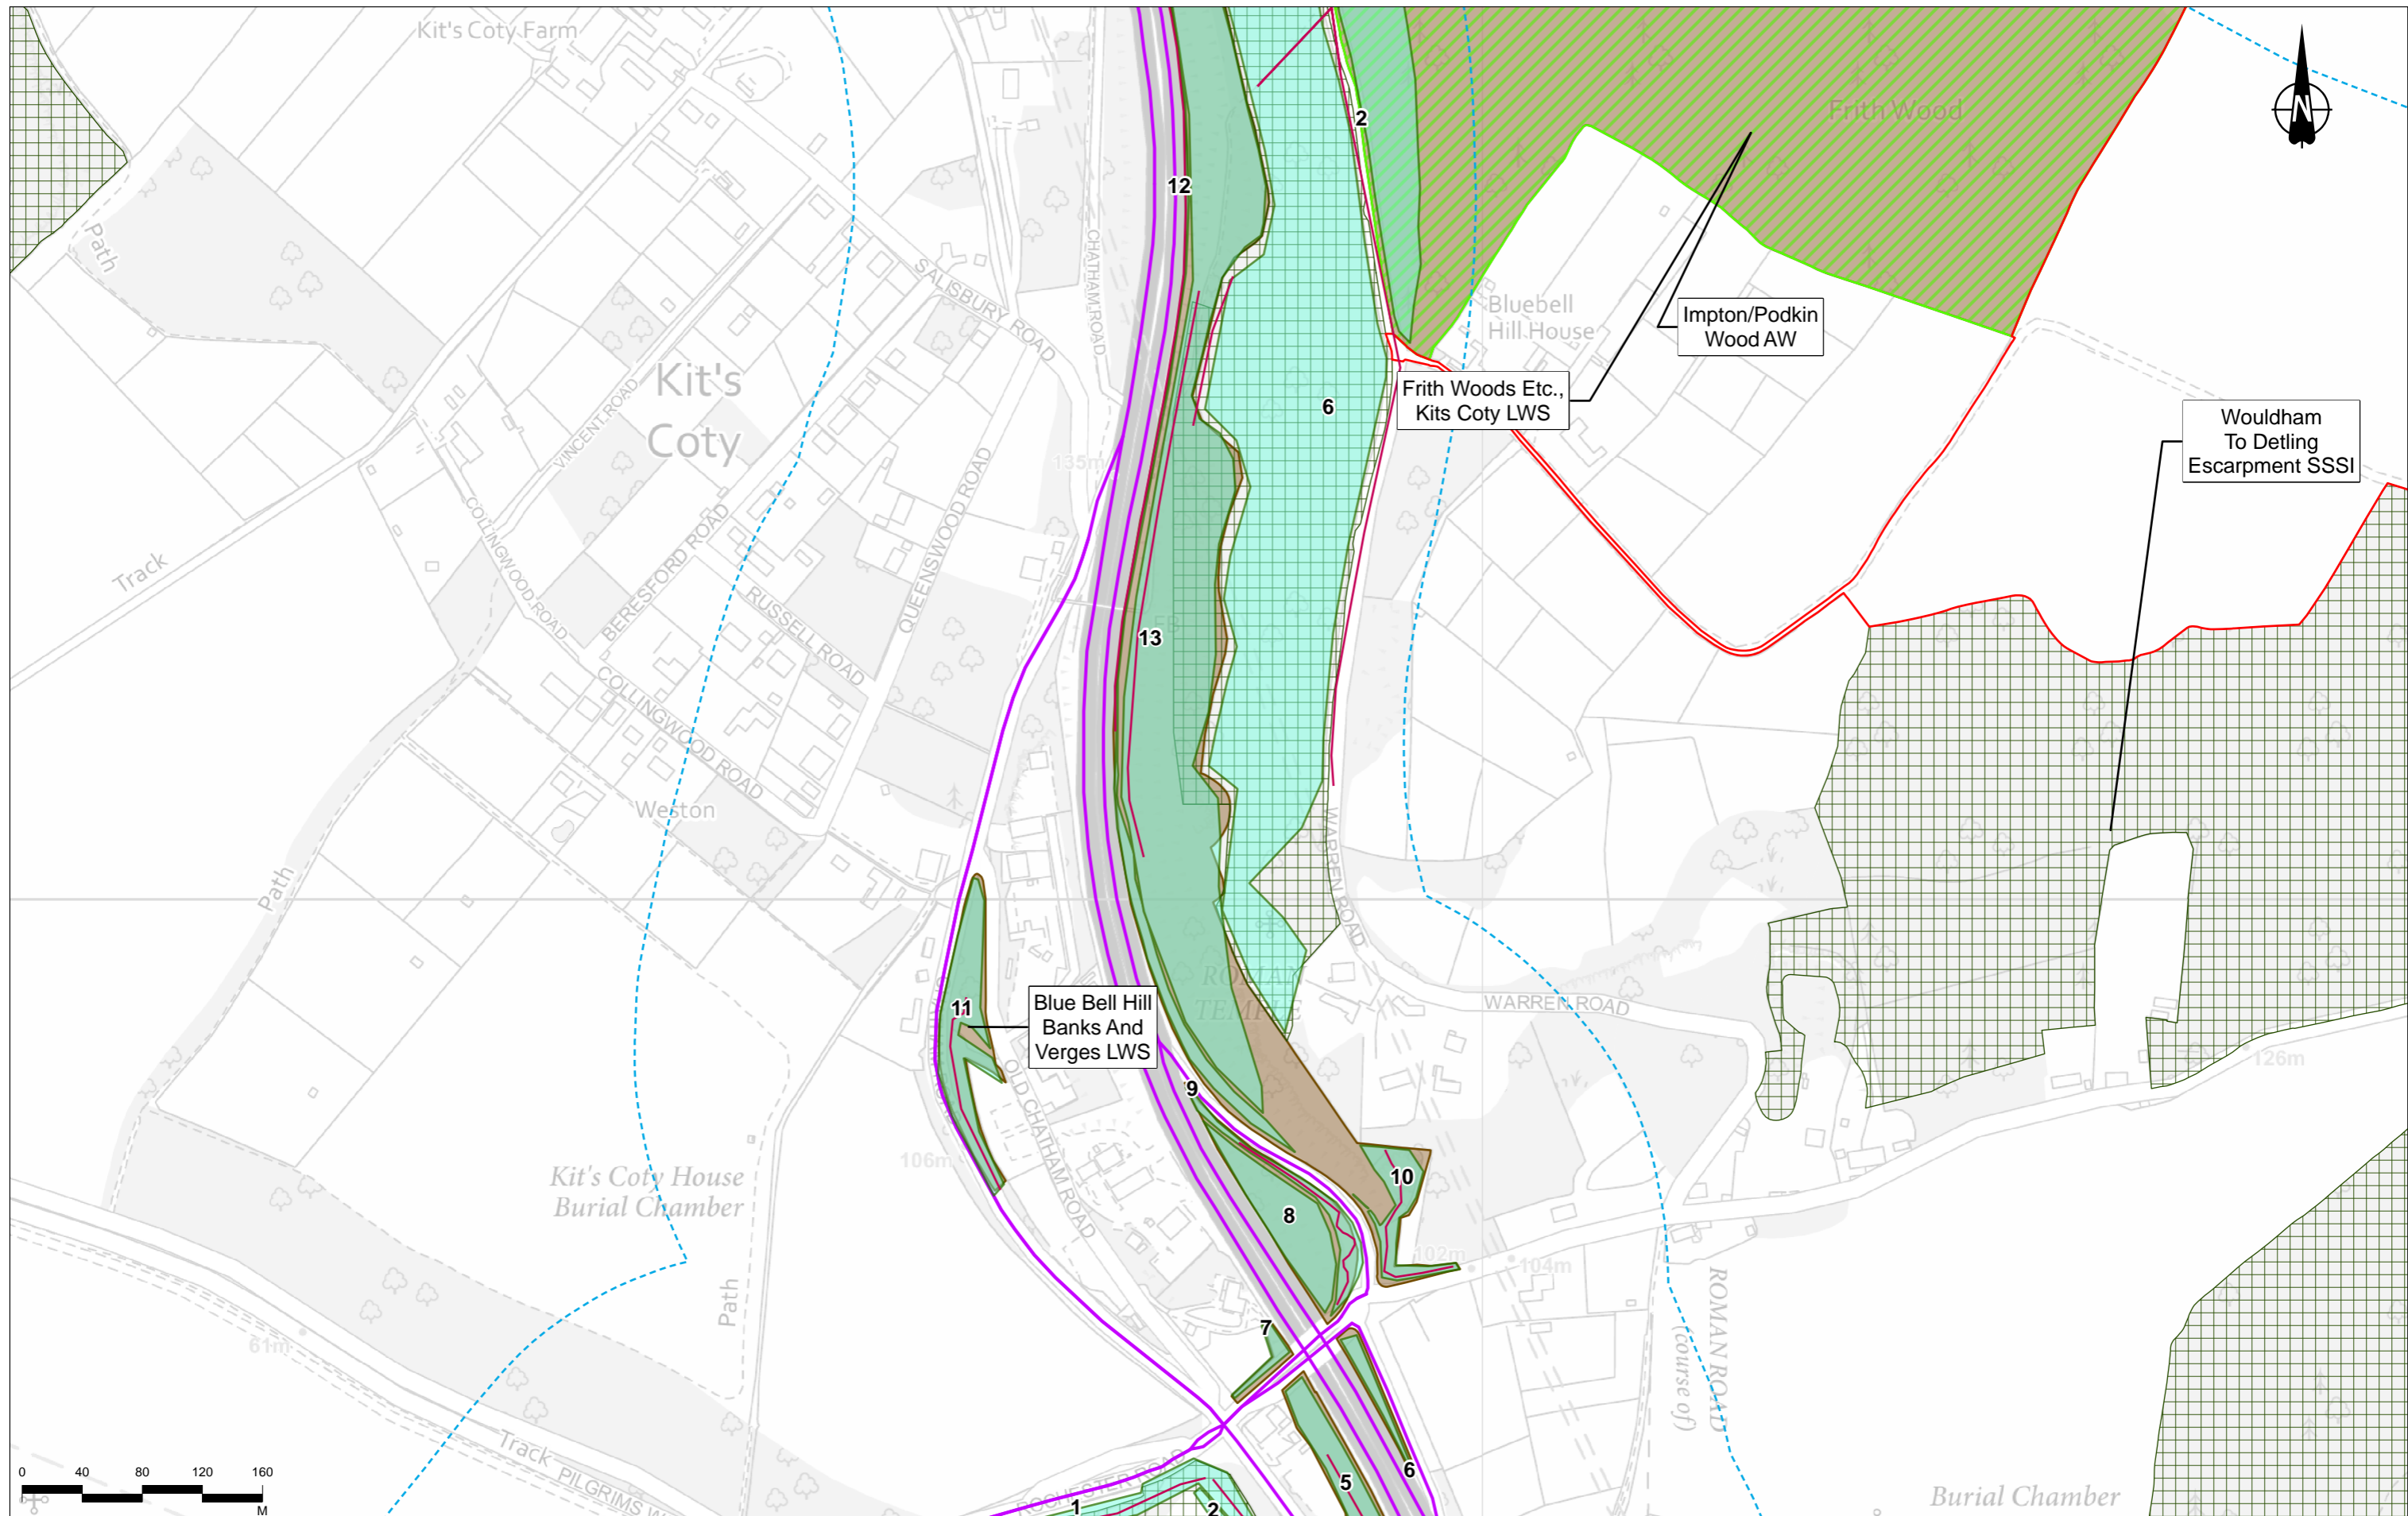 Kit's Coty Farm
Frith Wood
N
2
12
Path
CHATHAM ROAD
SALISBURY ROAD
Bluebell
Hill House
Impton/Podkin
Wood AW
Frith Woods Etc.,
Kits Coty LWS
6
Kit's
Coty
VINCENT ROAD
Wouldham
To Detling
Escarpment SSSI
135m
QUEENSWOOD ROAD
COLLINGWOOD ROAD
BERESFORD ROAD
Track
RUSSELL ROAD
13
COLLINGWOOD ROAD
Weston
WARREN ROAD
Path
ROMAN
TEMPLE
WARREN ROAD
11
Blue Bell Hill
Banks And
Verges LWS
126m
OLD CHATHAM ROAD
9
106m
Kit's Coty House
Burial Chamber
10
8
102m
104m
Path
7
61m
ROMAN ROAD
(course of)
Track
PILGRIMS W
ROCHESTER ROAD
5
6
1
2
0 40 80 120 160
M
Burial Chamber